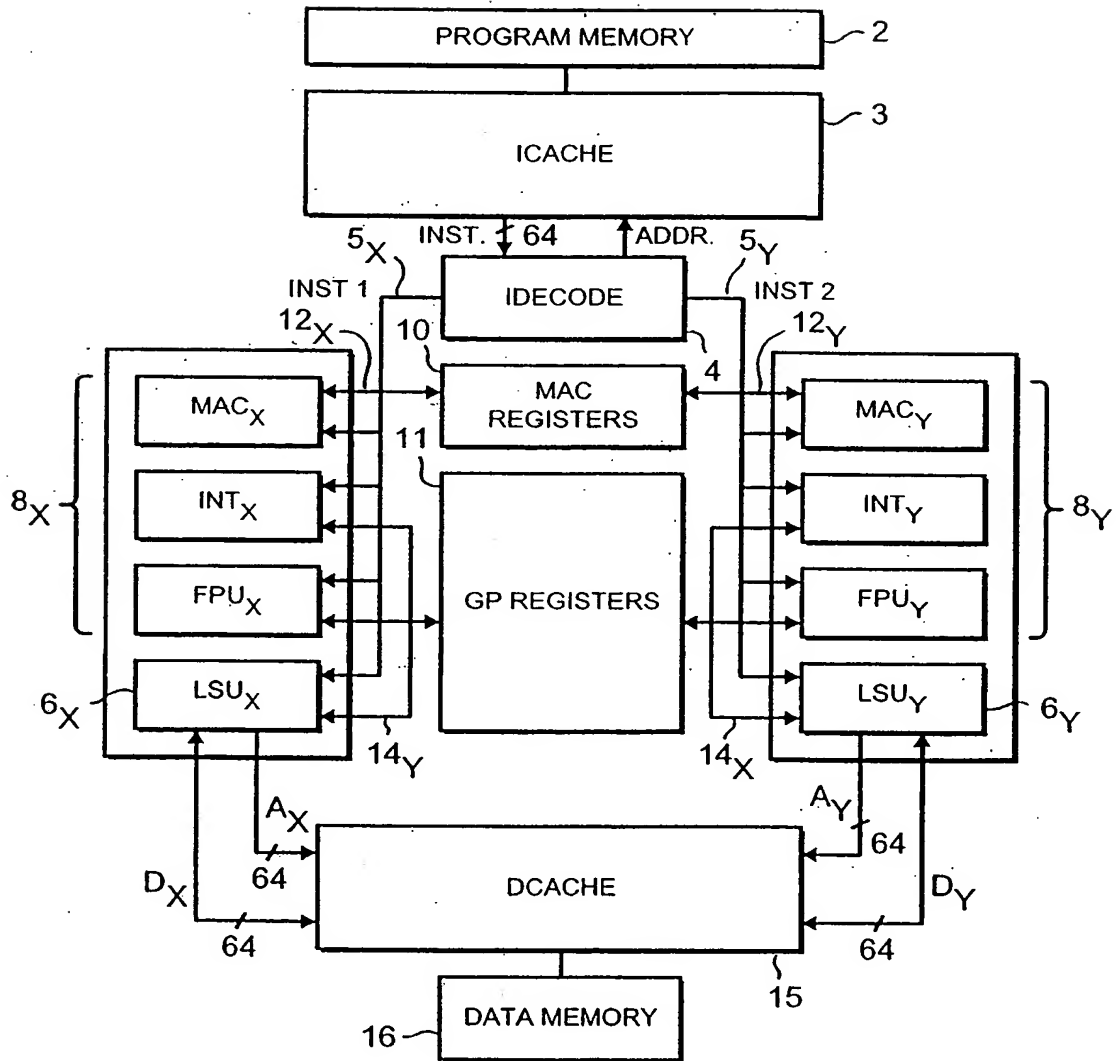 PROGRAM MEMORY
2
ICACHE
3
INST.
64
ADDR.
5X
5Y
IDECODE
4
INST 1
INST 2
12X
12Y
10
MAC REGISTERS
11
GP REGISTERS
8X
MACX
INTX
FPUX
LSUX
6X
14Y
8Y
MACY
INTY
FPUY
LSUY
6Y
14X
AX
64
DX
64
AY
64
DY
64
DCACHE
15
DATA MEMORY
16